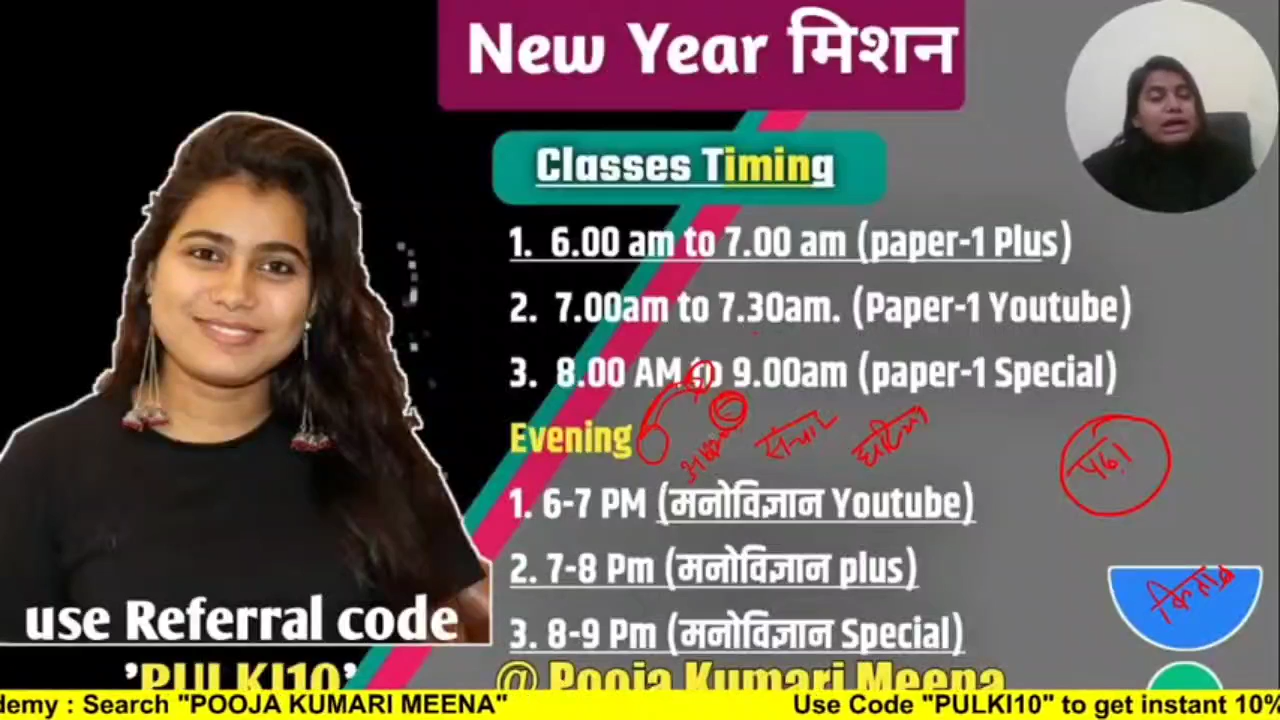 New Year मिशन
Classes Timing
1. 6.00 am to 7.00 am (paper-1 Plus)
2. 7.00am to 7.30am. (Paper-1 Youtube)
3. 8.00 AM to 9.00am (paper-1 Special)
Evening
संचार
पढ़ा
1. 6-7 PM (मनोविज्ञान Youtube)
2. 7-8 Pm (मनोविज्ञान plus)
किताब
3. 8-9 Pm (मनोविज्ञान Special)
use Referral code
'PULKI10'
@ Pooja Kumari Meena
demy : Search "POOJA KUMARI MEENA" Use Code "PULKI10" to get instant 10%